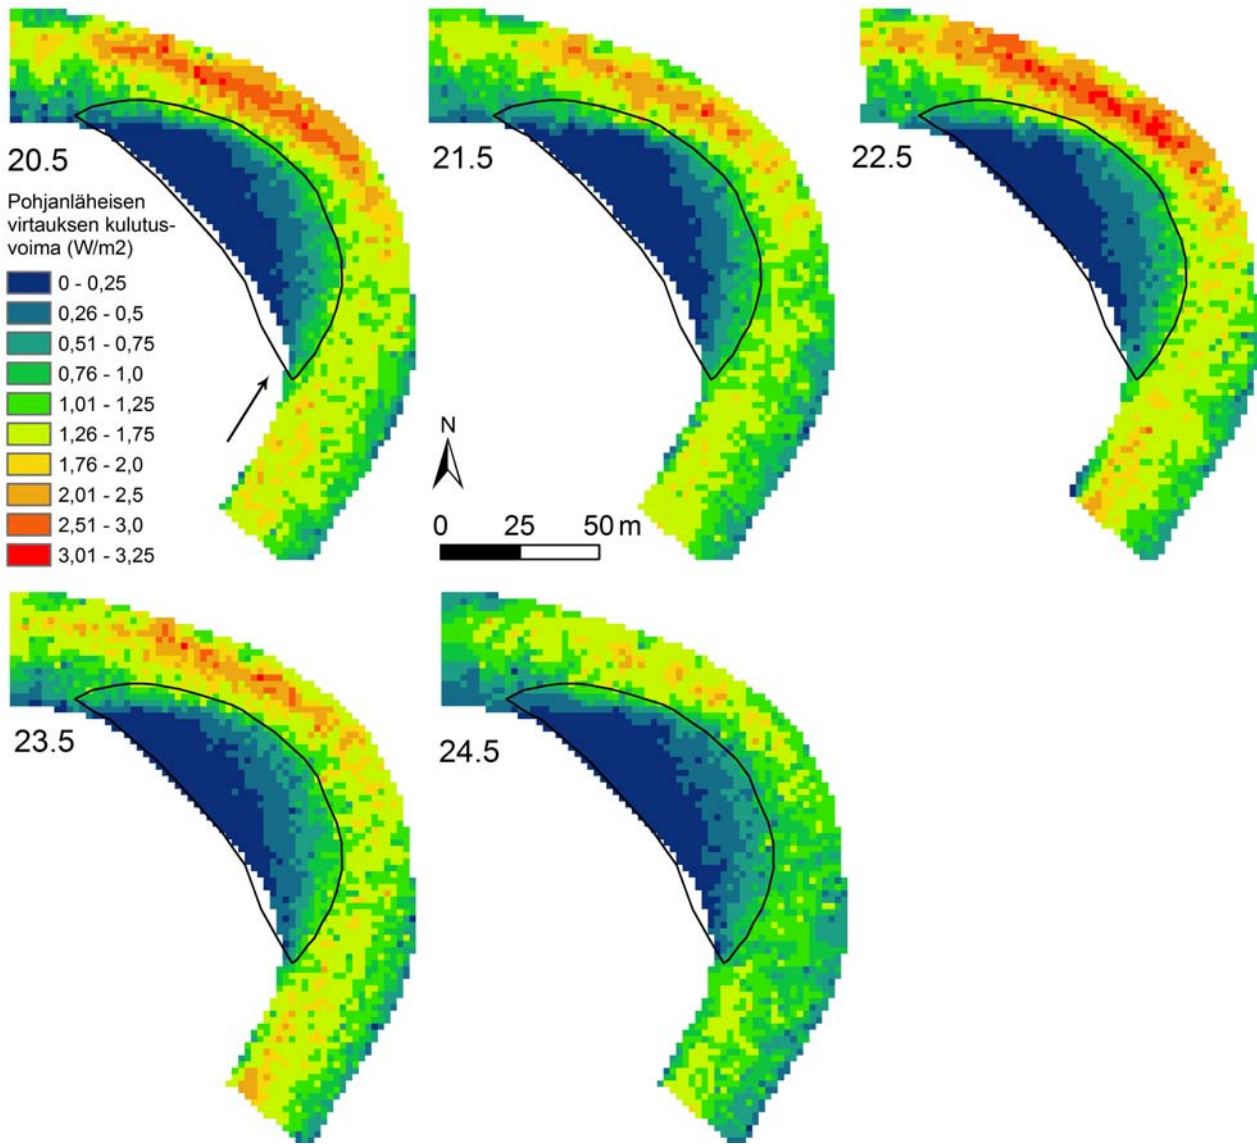 20.5
21.5
22.5
Pohjanläheisen
virtauksen kulutus-
voima (W/m2)
0 - 0,25
0,26 - 0,5
0,51 - 0,75
0,76 - 1,0
1,01 - 1,25
1,26 - 1,75
1,76 - 2,0
2,01 - 2,5
2,51 - 3,0
3,01 - 3,25
N
0 25 50 m
23.5
24.5